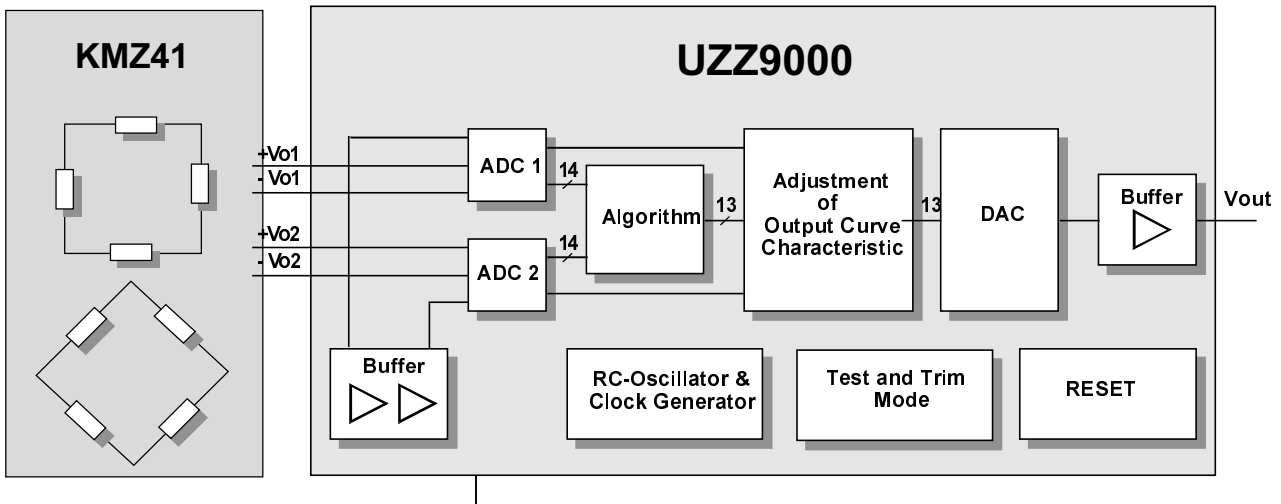 KMZ41
UZZ9000
+Vo1
- Vo1
+Vo2
- Vo2
ADC 1
14
ADC 2
14
Algorithm
13
Adjustment
of
Output Curve
Characteristic
13
DAC
Buffer
Vout
Buffer
RC-Oscillator &
Clock Generator
Test and Trim
Mode
RESET